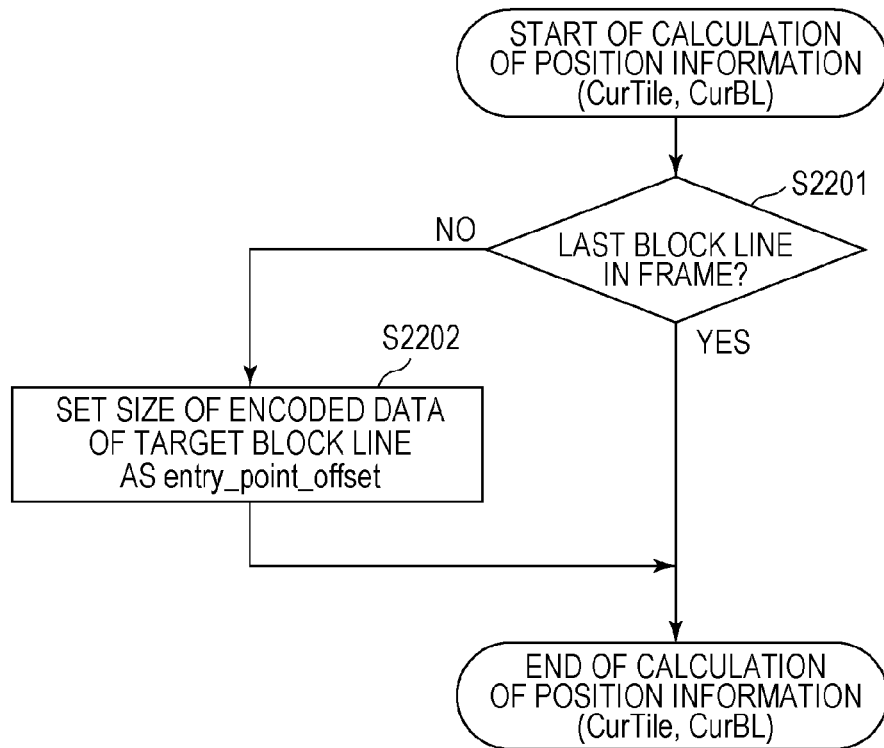 START OF CALCULATION
OF POSITION INFORMATION
(CurTile, CurBL)
S2201
NO
LAST BLOCK LINE
IN FRAME?
YES
S2202
SET SIZE OF ENCODED DATA
OF TARGET BLOCK LINE
AS entry_point_offset
END OF CALCULATION
OF POSITION INFORMATION
(CurTile, CurBL)